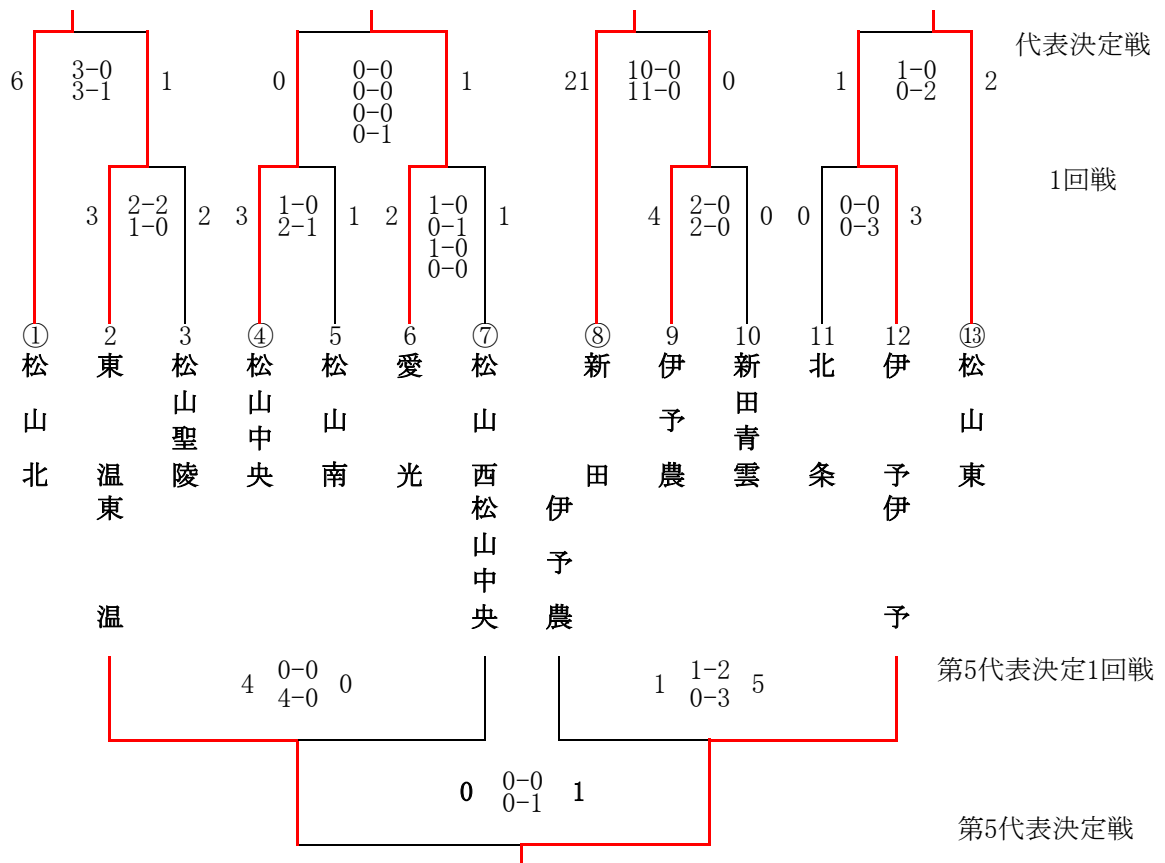 代表決定戦
6 3-0 1 0 0-0 1 21 10-0 0 1 1-0 2
3-1 0-0 11-0 0-2
0-0
0-1
1回戦
3 2-2 2 3 1-0 1 2 1-0 1 4 2-0 0 0 0-0 3
1-0 2-1 0-1 2-0 0-3
1-0
0-0
① 2 3 ④ 5 6 ⑦ ⑧ 9 10 11 12 ⑬
松山北
東温
松山聖陵
松山中央
松山南
愛光
松山西
新田
伊予農
新田青雲
北条
伊予
松山東
東温
松山中央
伊予農
伊予
第5代表決定1回戦
4 0-0 0 1 1-2 5
4-0 0-3
0 0-0 1
0-1
第5代表決定戦